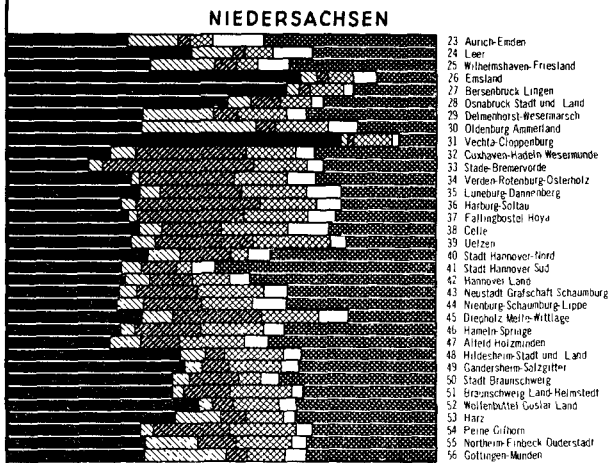 NIEDERSACHSEN
23 Aurich-Emden
24 Leer
25 Wilhelmshaven-Friesland
26 Emsland
27 Bersenbruck Lingen
28 Osnabruck Stadt und Land
29 Delmenhorst-Wesermarsch
30 Oldenburg Ammerland
31 Vechta-Cloppenburg
32 Cuxhaven-Hadeln Wesermunde
33 Stade-Bremervorde
34 Verden-Rotenburg-Osterholz
35 Luneburg-Dannenberg
36 Harburg-Soltau
37 Fallingbostel Hoya
38 Celle
39 Uelzen
40 Stadt Hannover-Nord
41 Stadt Hannover Sud
42 Hannover Land
43 Neustadt Grafschaft Schaumburg
44 Nienburg-Schaumburg-Lippe
45 Diepholz Melle-Wittlage
46 Hameln-Springe
47 Alfeld Holzminden
48 Hildesheim-Stadt und Land
49 Gandersheim-Salzgitter
50 Stadt Braunschweig
51 Braunschweig Land-Helmstedt
52 Wolfenbuttel Goslar Land
53 Harz
54 Peine Gifhorn
55 Northeim-Einbeck Duderstadt
56 Gottingen-Munden